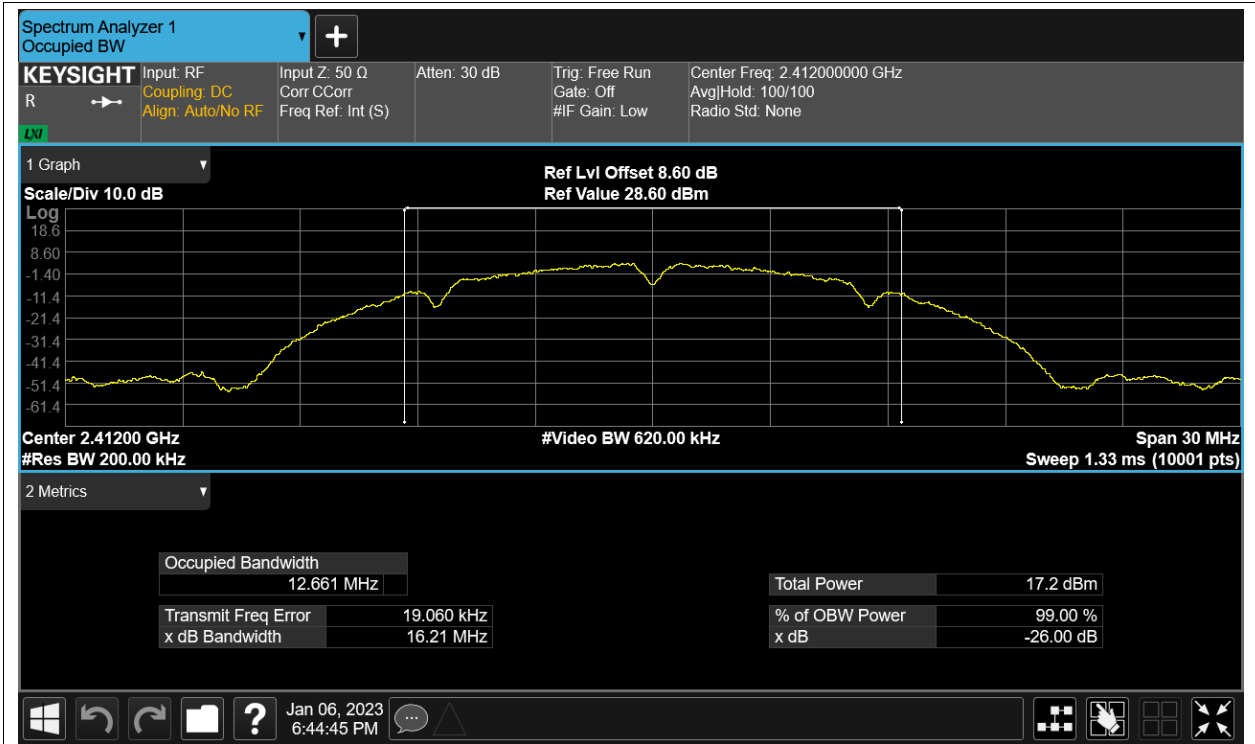 Spectrum Analyzer 1
Occupied BW
KEYSIGHT
R
LXI
Input: RF
Coupling: DC
Align: Auto/No RF
Input Z: 50 Ω
Corr CCorr
Freq Ref: Int (S)
Atten: 30 dB
Trig: Free Run
Gate: Off
#IF Gain: Low
Center Freq: 2.412000000 GHz
Avg|Hold: 100/100
Radio Std: None
1 Graph
Ref Lvl Offset 8.60 dB
Scale/Div 10.0 dB
Ref Value 28.60 dBm
Log
18.6
8.60
-1.40
-11.4
-21.4
-31.4
-41.4
-51.4
-61.4
Center 2.41200 GHz
#Video BW 620.00 kHz
Span 30 MHz
#Res BW 200.00 kHz
Sweep 1.33 ms (10001 pts)
2 Metrics
Occupied Bandwidth
12.661 MHz
Total Power 17.2 dBm
Transmit Freq Error 19.060 kHz
% of OBW Power 99.00 %
x dB Bandwidth 16.21 MHz
x dB -26.00 dB
?
Jan 06, 2023
6:44:45 PM